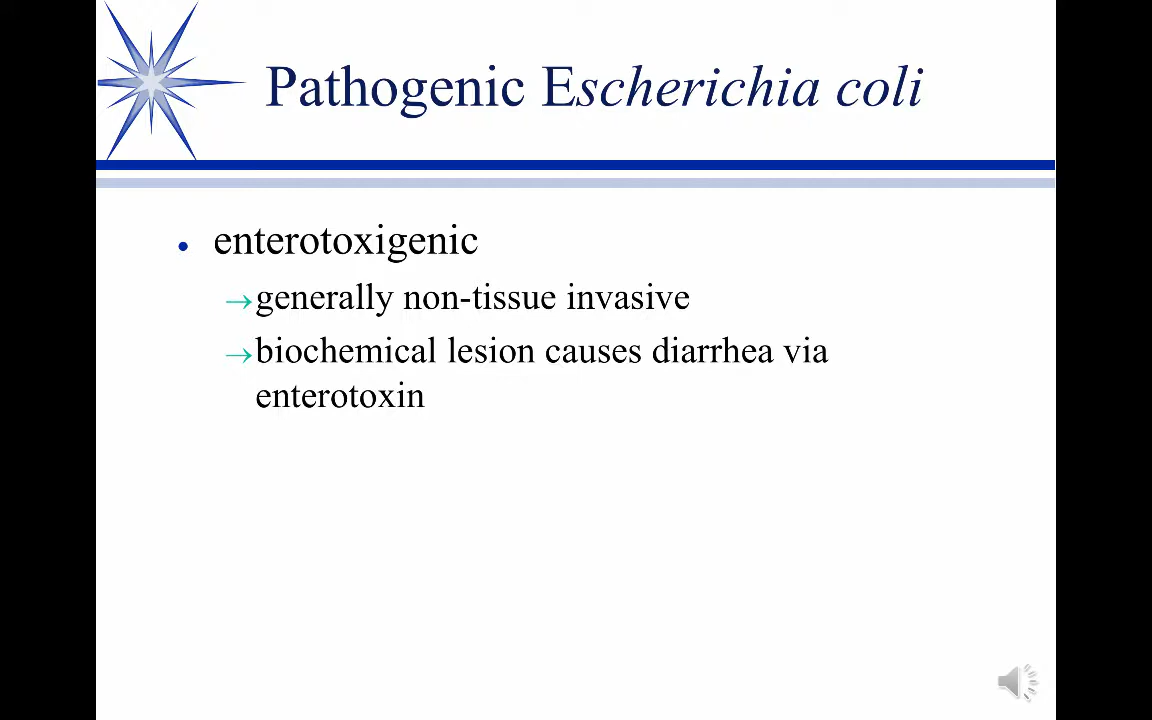 Pathogenic Escherichia coli
• enterotoxigenic
→generally non-tissue invasive
→biochemical lesion causes diarrhea via
enterotoxin